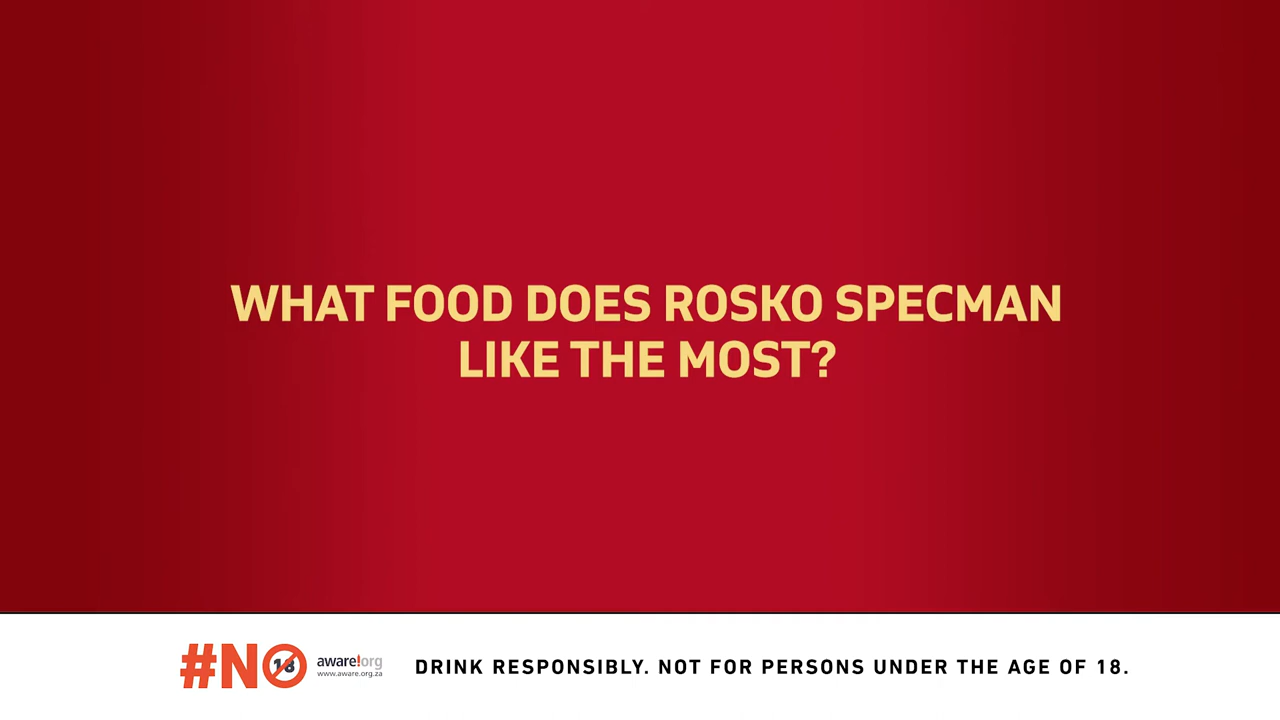 WHAT FOOD DOES ROSKO SPECMAN
LIKE THE MOST?
#NO
18
aware!org
www.aware.org.za
DRINK RESPONSIBLY. NOT FOR PERSONS UNDER THE AGE OF 18.